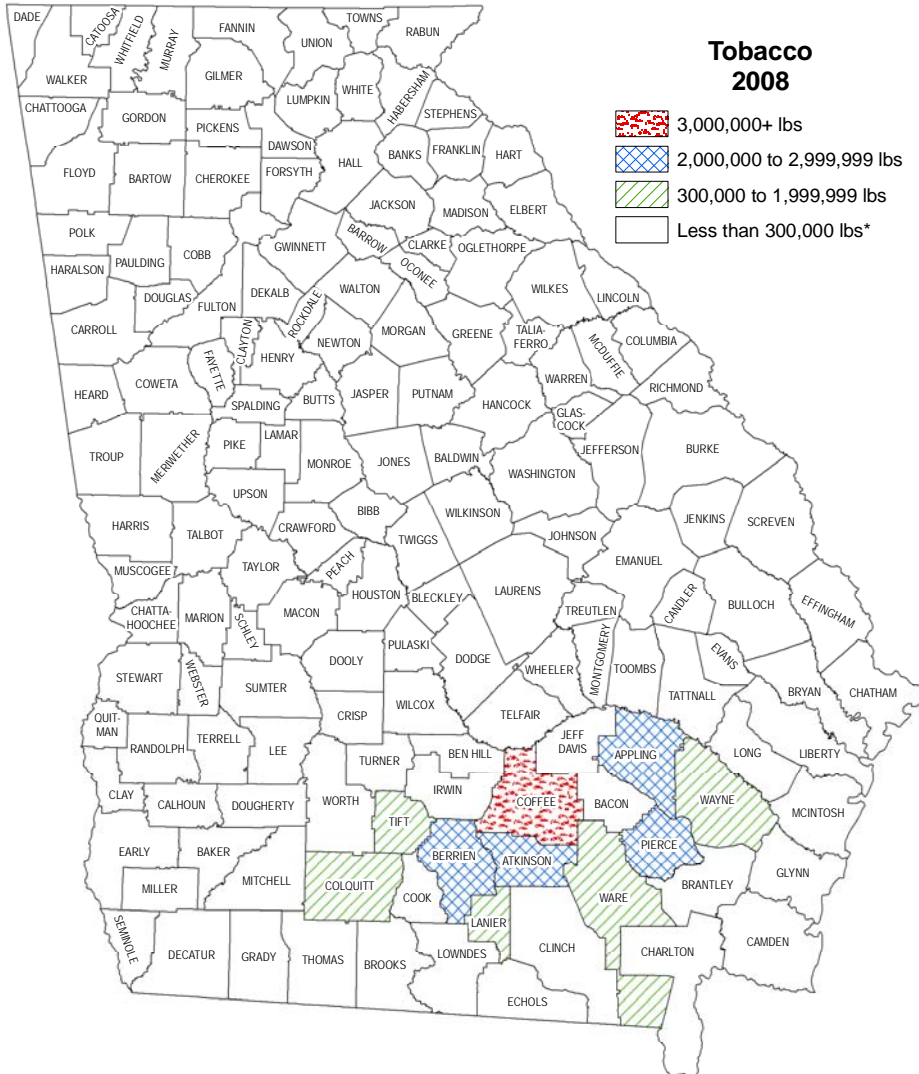 Tobacco
2008
3,000,000+ lbs
2,000,000 to 2,999,999 lbs
300,000 to 1,999,999 lbs
Less than 300,000 lbs*
DADE
CATOOSA
WHITFIELD
MURRAY
FANNIN
UNION
TOWNS
RABUN
WALKER
GILMER
LUMPKIN
WHITE
HABERSHAM
STEPHENS
CHATTOOGA
GORDON
PICKENS
DAWSON
HALL
BANKS
FRANKLIN
HART
FLOYD
BARTOW
CHEROKEE
FORSYTH
JACKSON
MADISON
ELBERT
POLK
PAULDING
COBB
GWINNETT
BARROW
CLARKE
OCONEE
OGLETHORPE
HARALSON
DOUGLAS
FULTON
DEKALB
ROCKDALE
WALTON
WILKES
LINCOLN
CARROLL
CLAYTON
HENRY
NEWTON
MORGAN
GREENE
TALIA-
FERRO
MCDUFFIE
COLUMBIA
HEARD
COWETA
FAYETTE
SPALDING
BUTTS
JASPER
PUTNAM
HANCOCK
WARREN
GLAS-
COCK
RICHMOND
TROUP
MERIWETHER
PIKE
LAMAR
MONROE
JONES
BALDWIN
WASHINGTON
JEFFERSON
BURKE
UPSON
HARRIS
TALBOT
CRAWFORD
BIBB
TWIGGS
WILKINSON
JOHNSON
JENKINS
SCREVEN
MUSCOGEE
TAYLOR
PEACH
HOUSTON
BLECKLEY
LAURENS
EMANUEL
CHATTA-
HOOCHEE
MARION
SCHLEY
MACON
PULASKI
TREUTLEN
CANDLER
BULLOCH
EFFINGHAM
STEWART
WEBSTER
SUMTER
DOOLY
DODGE
WHEELER
MONTGOMERY
TOOMBS
EVANS
TATTNALL
BRYAN
CHATHAM
QUIT-
MAN
RANDOLPH
TERRELL
LEE
CRISP
WILCOX
TELFAIR
JEFF
DAVIS
APPLING
LONG
LIBERTY
CLAY
CALHOUN
DOUGHERTY
WORTH
TURNER
BEN HILL
IRWIN
COFFEE
BACON
WAYNE
MCINTOSH
EARLY
BAKER
MITCHELL
TIFT
BERRIEN
ATKINSON
PIERCE
MILLER
COLQUITT
COOK
LANIER
WARE
BRANTLEY
GLYNN
SEMINOLE
DECATUR
GRADY
THOMAS
BROOKS
LOWNDES
CLINCH
ECHOLS
CHARLTON
CAMDEN